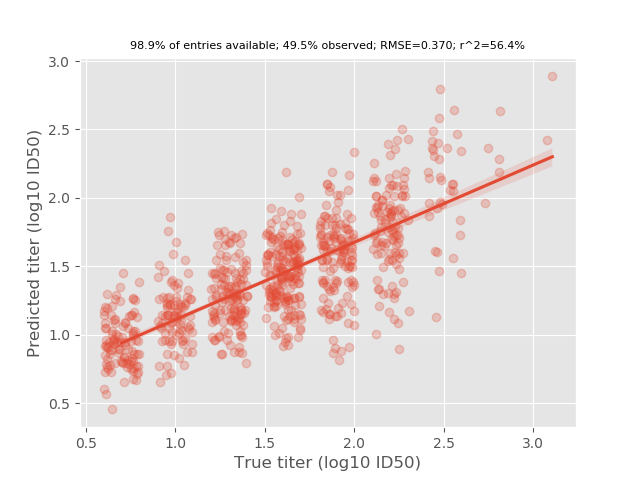 98.9% of entries available; 49.5% observed; RMSE=0.370; r^2=56.4%
3.0
2.5
2.0
1.5
1.0
0.5
Predicted titer (log10 ID50)
0.5 1.0 1.5 2.0 2.5 3.0
True titer (log10 ID50)